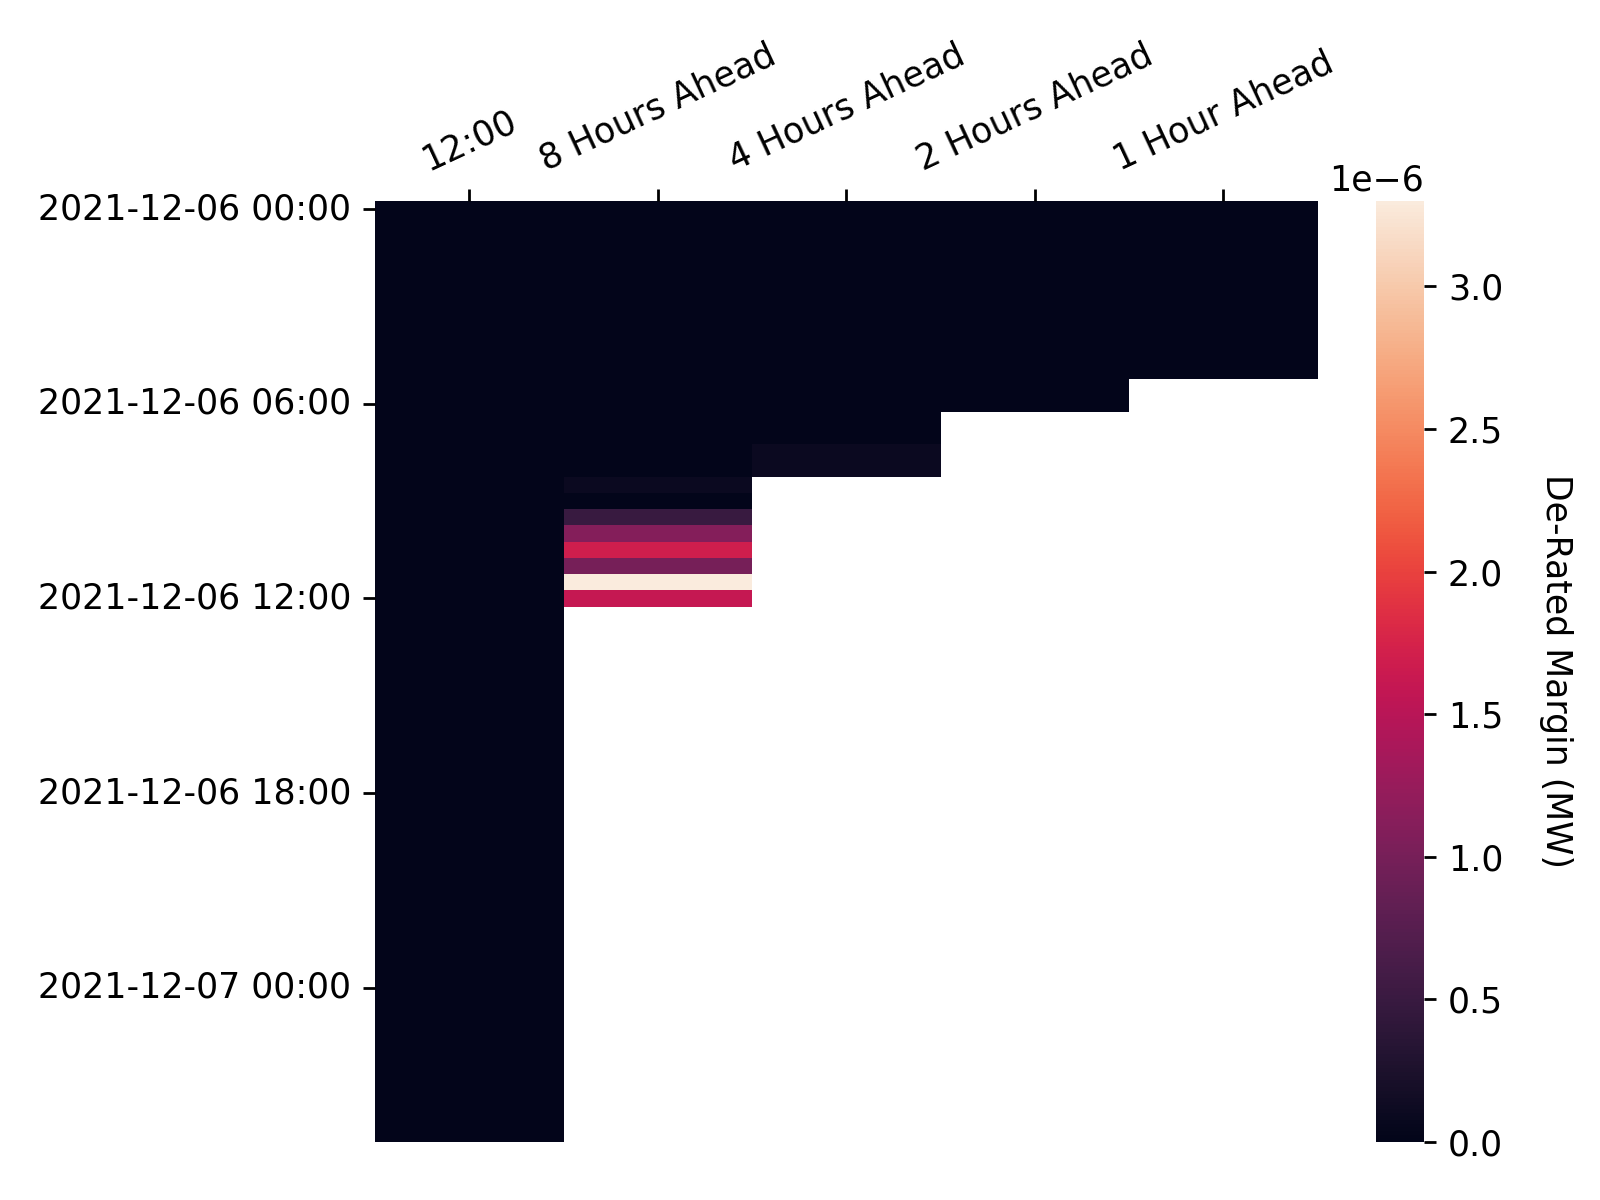 12:00
8 Hours Ahead
4 Hours Ahead
2 Hours Ahead
1 Hour Ahead
1e−6
2021-12-06 00:00
2021-12-06 06:00
2021-12-06 12:00
2021-12-06 18:00
2021-12-07 00:00
3.0
2.5
2.0
1.5
1.0
0.5
0.0
De-Rated Margin (MW)